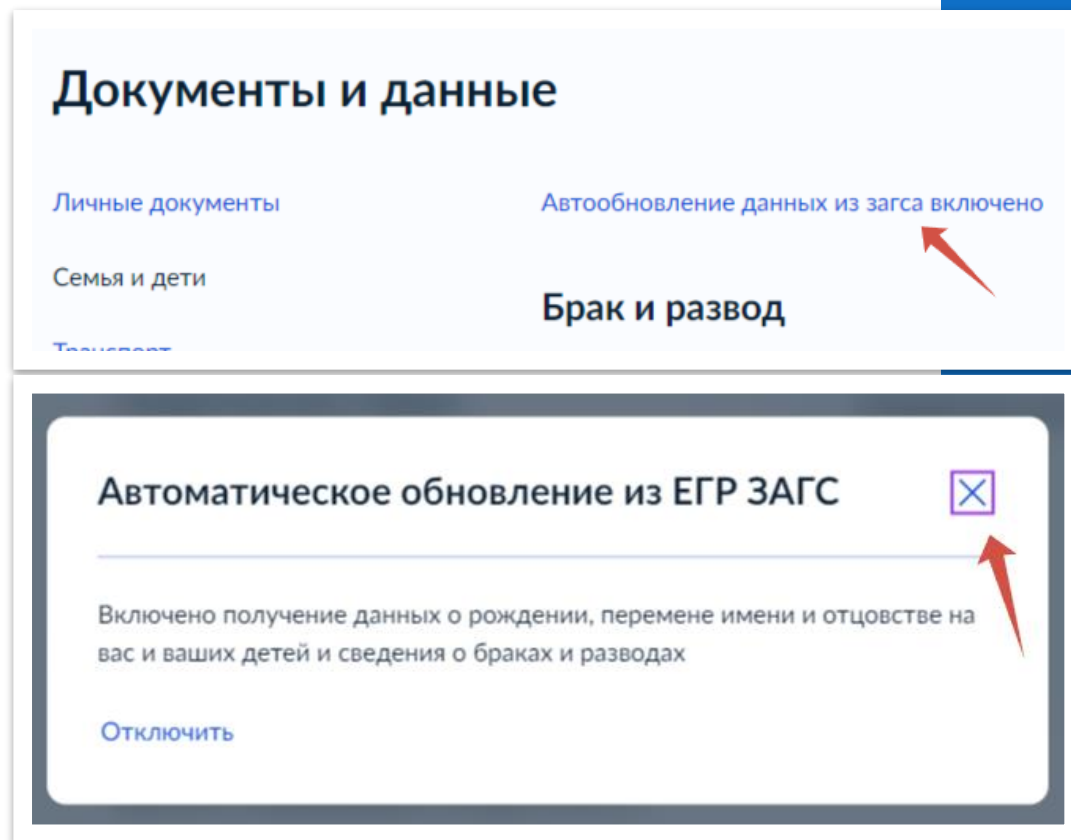 Документы и данные
Личные документы
Автообновление данных из загса включено
Семья и дети
Брак и развод
Транспорт
Автоматическое обновление из ЕГР ЗАГС
Включено получение данных о рождении, перемене имени и отцовстве на
вас и ваших детей и сведения о браках и разводах
Отключить